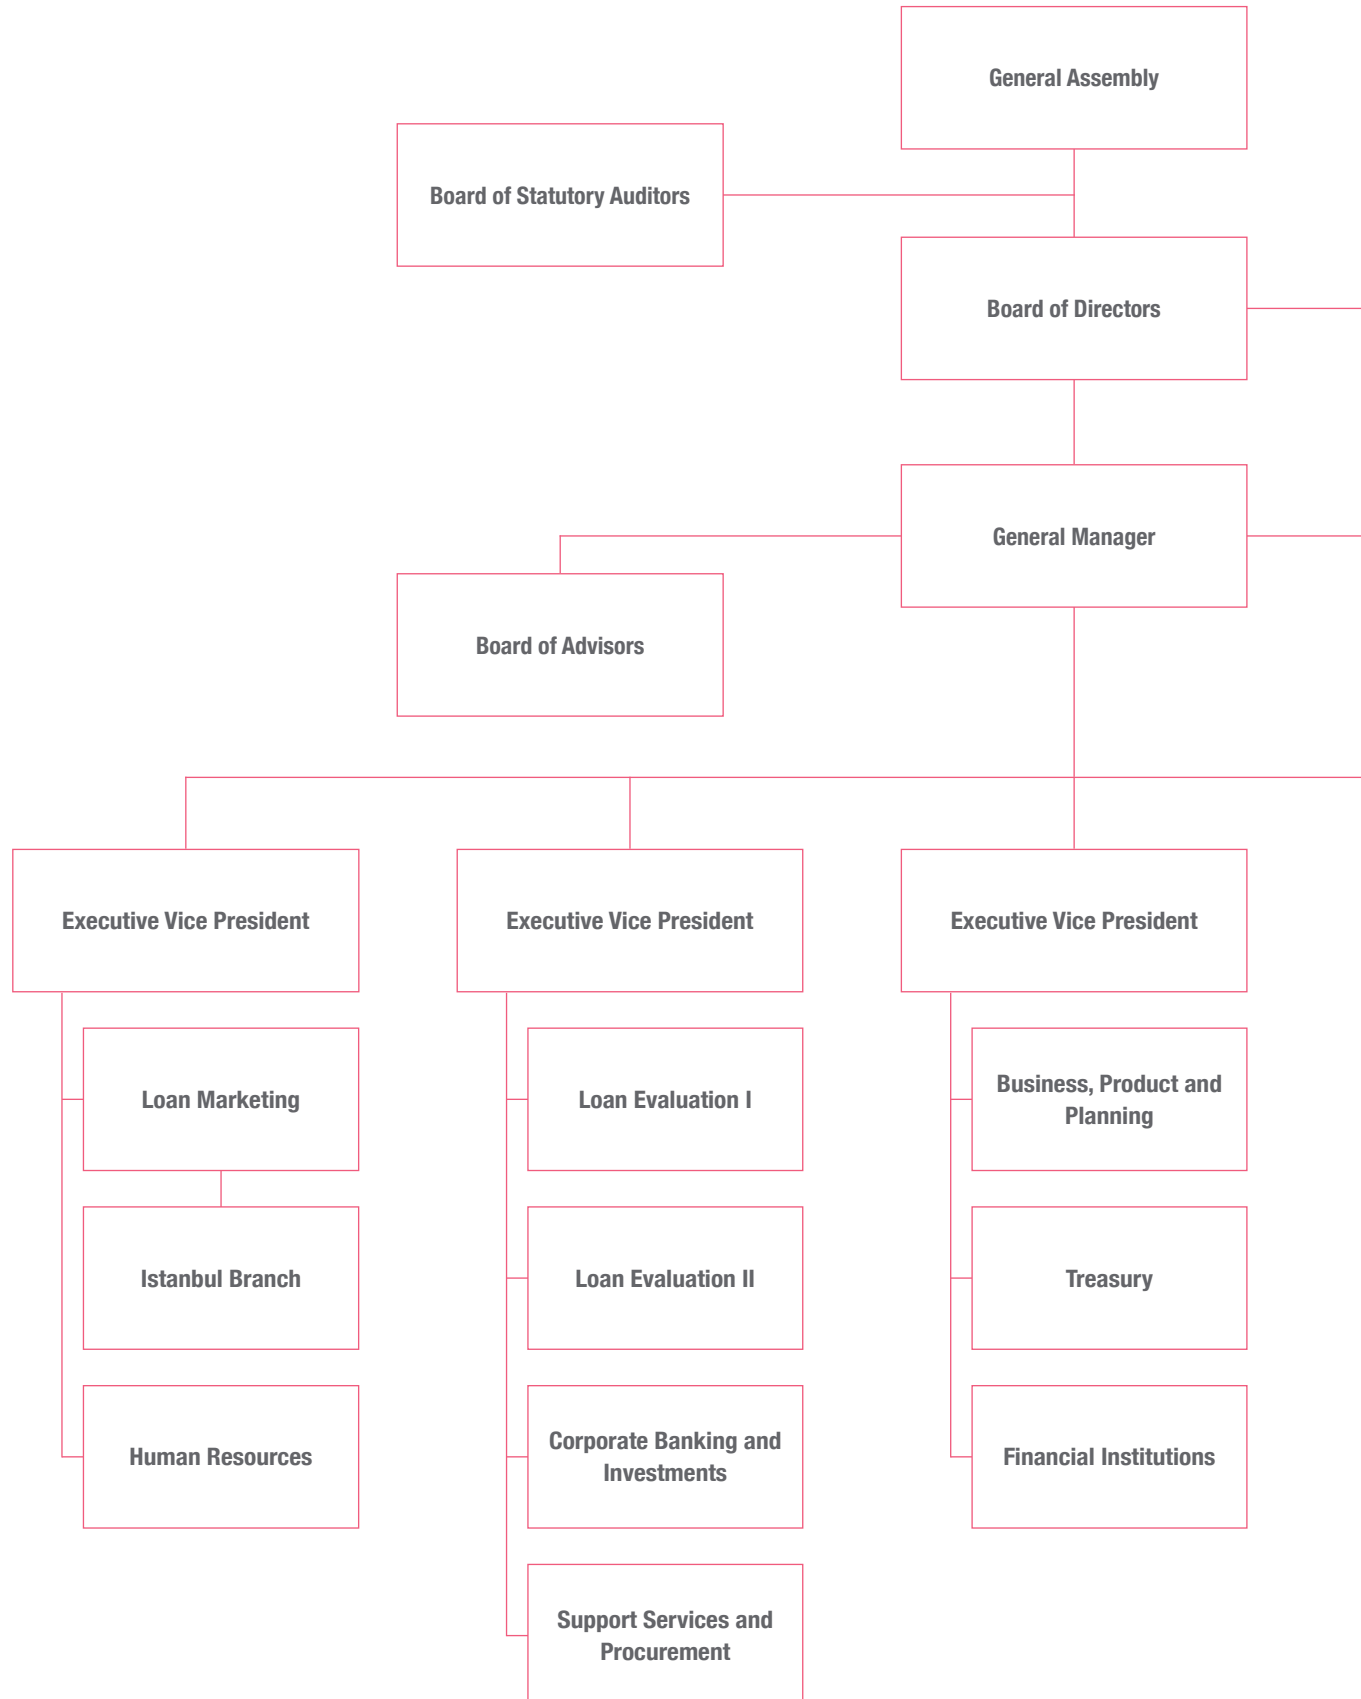 General Assembly
Board of Statutory Auditors
Board of Directors
General Manager
Board of Advisors
Executive Vice President
Executive Vice President
Executive Vice President
Loan Marketing
Loan Evaluation I
Business, Product and
Planning
Istanbul Branch
Loan Evaluation II
Treasury
Human Resources
Corporate Banking and
Investments
Financial Institutions
Support Services and
Procurement